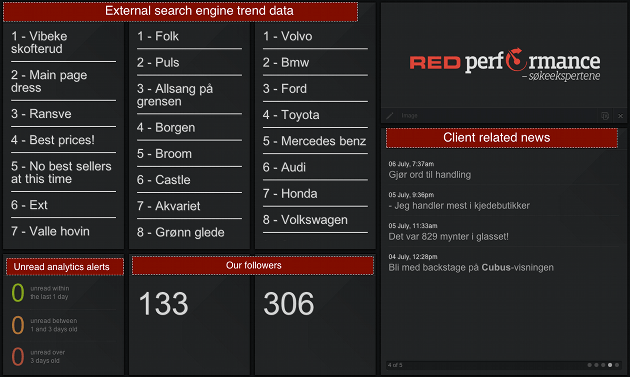 External search engine trend data
1 - Vibeke
skofterud
2 - Main page
dress
3 - Ransve
4 - Best prices!
5 - No best sellers
at this time
6 - Ext
7 - Valle hovin
1 - Folk
2 - Puls
3 - Allsang på
grensen
4 - Borgen
5 - Broom
6 - Castle
7 - Akvariet
8 - Grønn glede
1 - Volvo
2 - Bmw
3 - Ford
4 - Toyota
5 - Mercedes benz
6 - Audi
7 - Honda
8 - Volkswagen
RED performance
– søkeekspertene
Image
Client related news
06 July, 7:37am
Gjør ord til handling
05 July, 9:36pm
- Jeg handler mest i kjedebutikker
05 July, 11:33am
Det var 829 mynter i glasset!
04 July, 12:28pm
Bli med backstage på Cubus-visningen
4 of 5
Unread analytics alerts
0 unread within
the last 1 day
0 unread between
1 and 3 days old
0 unread over
3 days old
Our followers
133
306